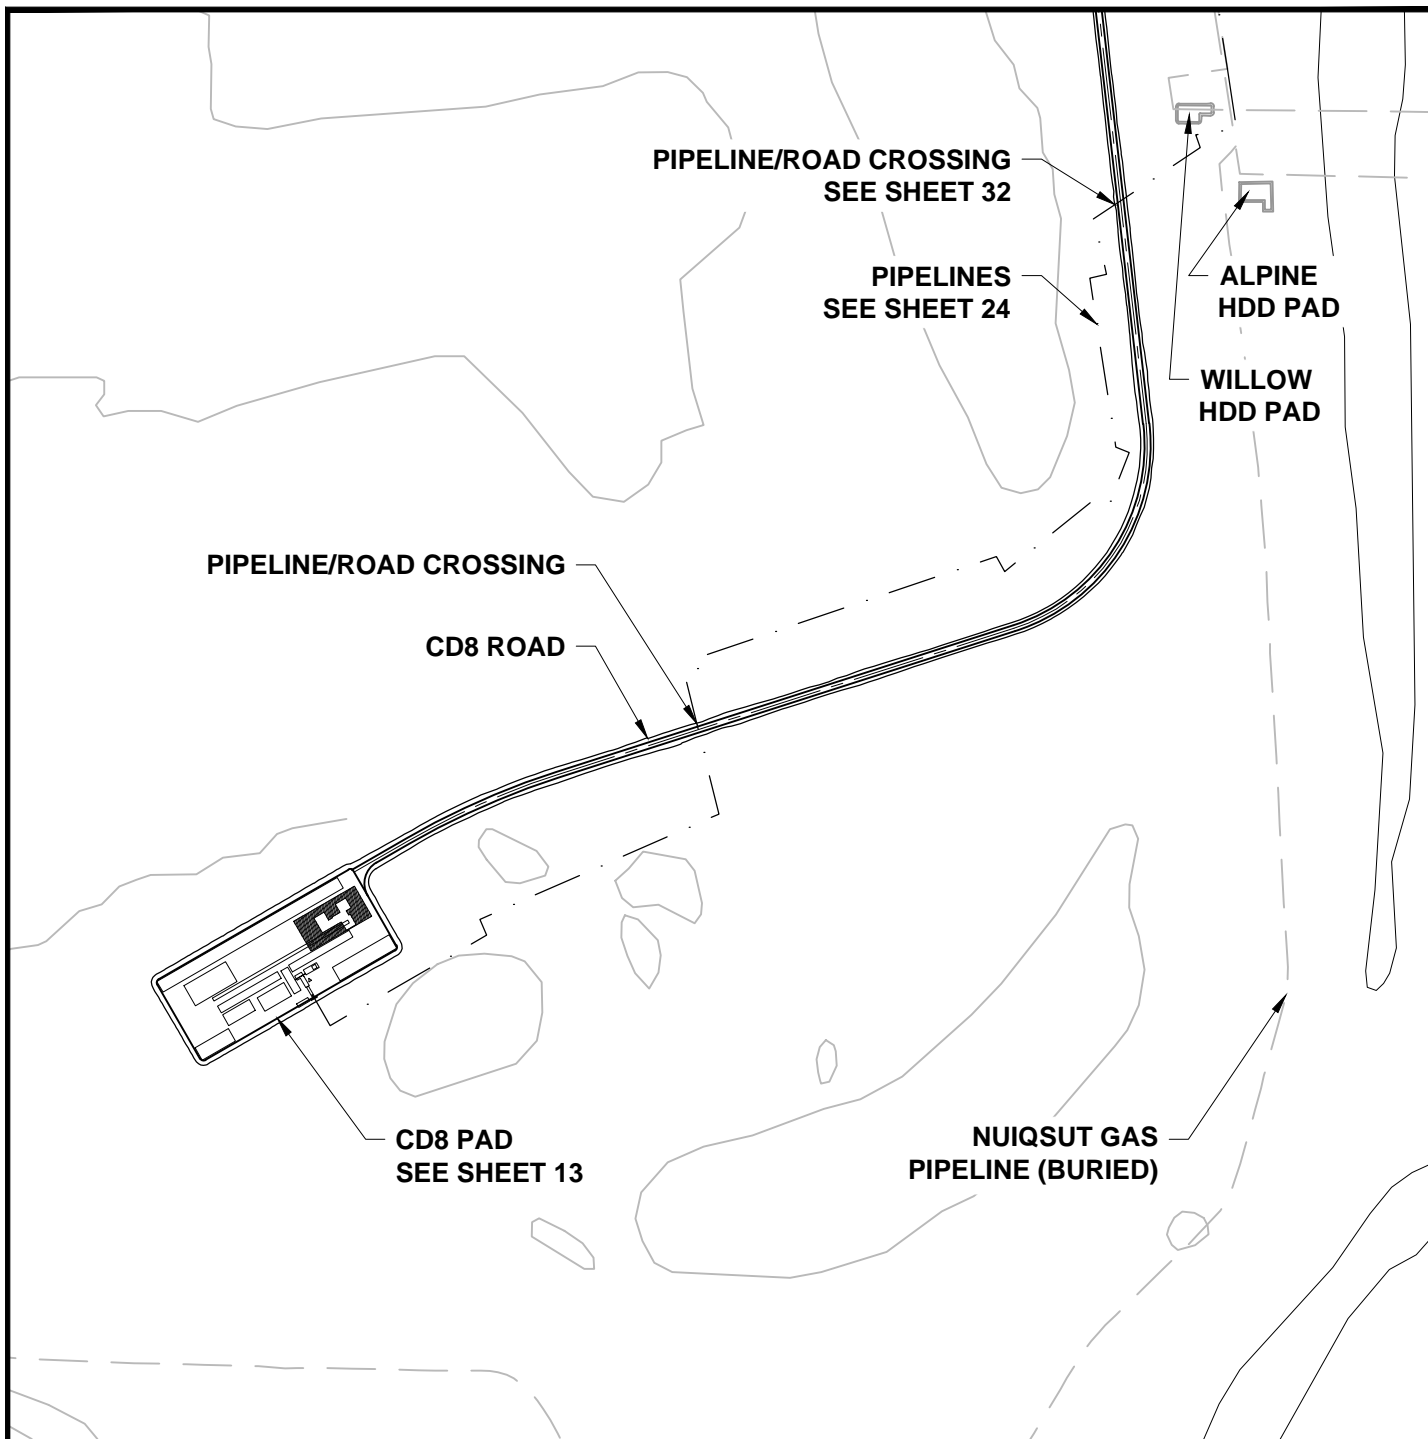 PIPELINE/ROAD CROSSING
SEE SHEET 32
PIPELINES
SEE SHEET 24
ALPINE
HDD PAD
WILLOW
HDD PAD
PIPELINE/ROAD CROSSING
CD8 ROAD
CD8 PAD
SEE SHEET 13
NUIQSUT GAS
PIPELINE (BURIED)